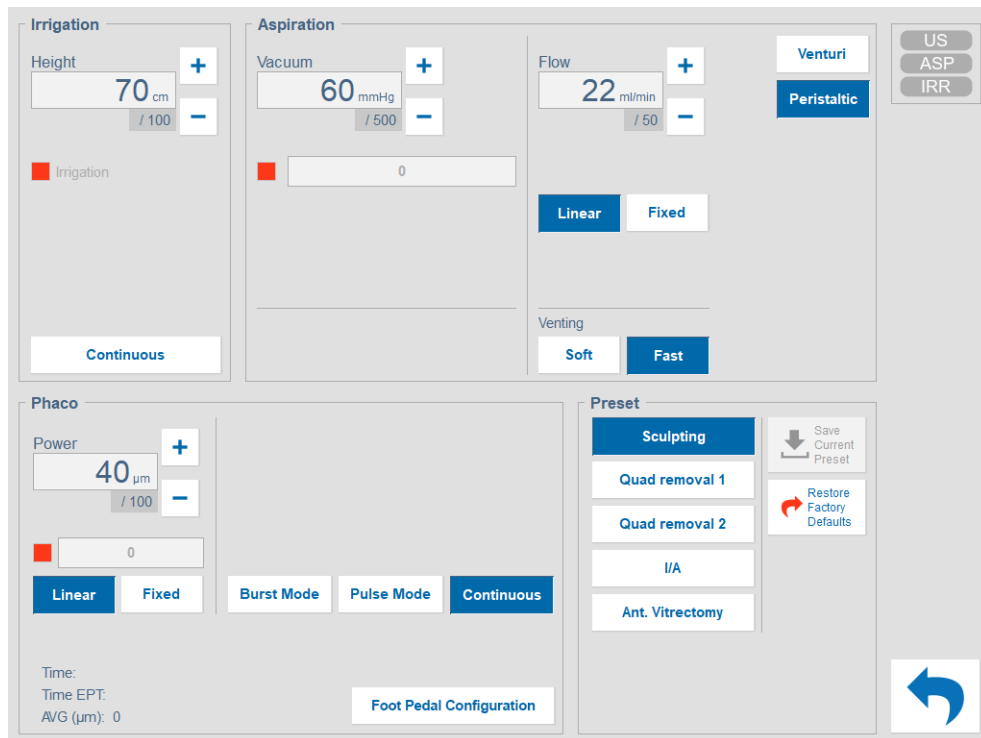 Irrigation
Height
+
70 cm
/ 100
−
Irrigation
Continuous
Aspiration
Vacuum
+
60 mmHg
/ 500
−
0
Flow
+
22 ml/min
/ 50
−
Linear
Fixed
Venting
Soft
Fast
Venturi
Peristaltic
US
ASP
IRR
Phaco
Power
+
40 µm
/ 100
−
0
Linear
Fixed
Burst Mode
Pulse Mode
Continuous
Time:
Time EPT:
AVG (µm): 0
Foot Pedal Configuration
Preset
Sculpting
Quad removal 1
Quad removal 2
I/A
Ant. Vitrectomy
Save
Current
Preset
Restore
Factory
Defaults